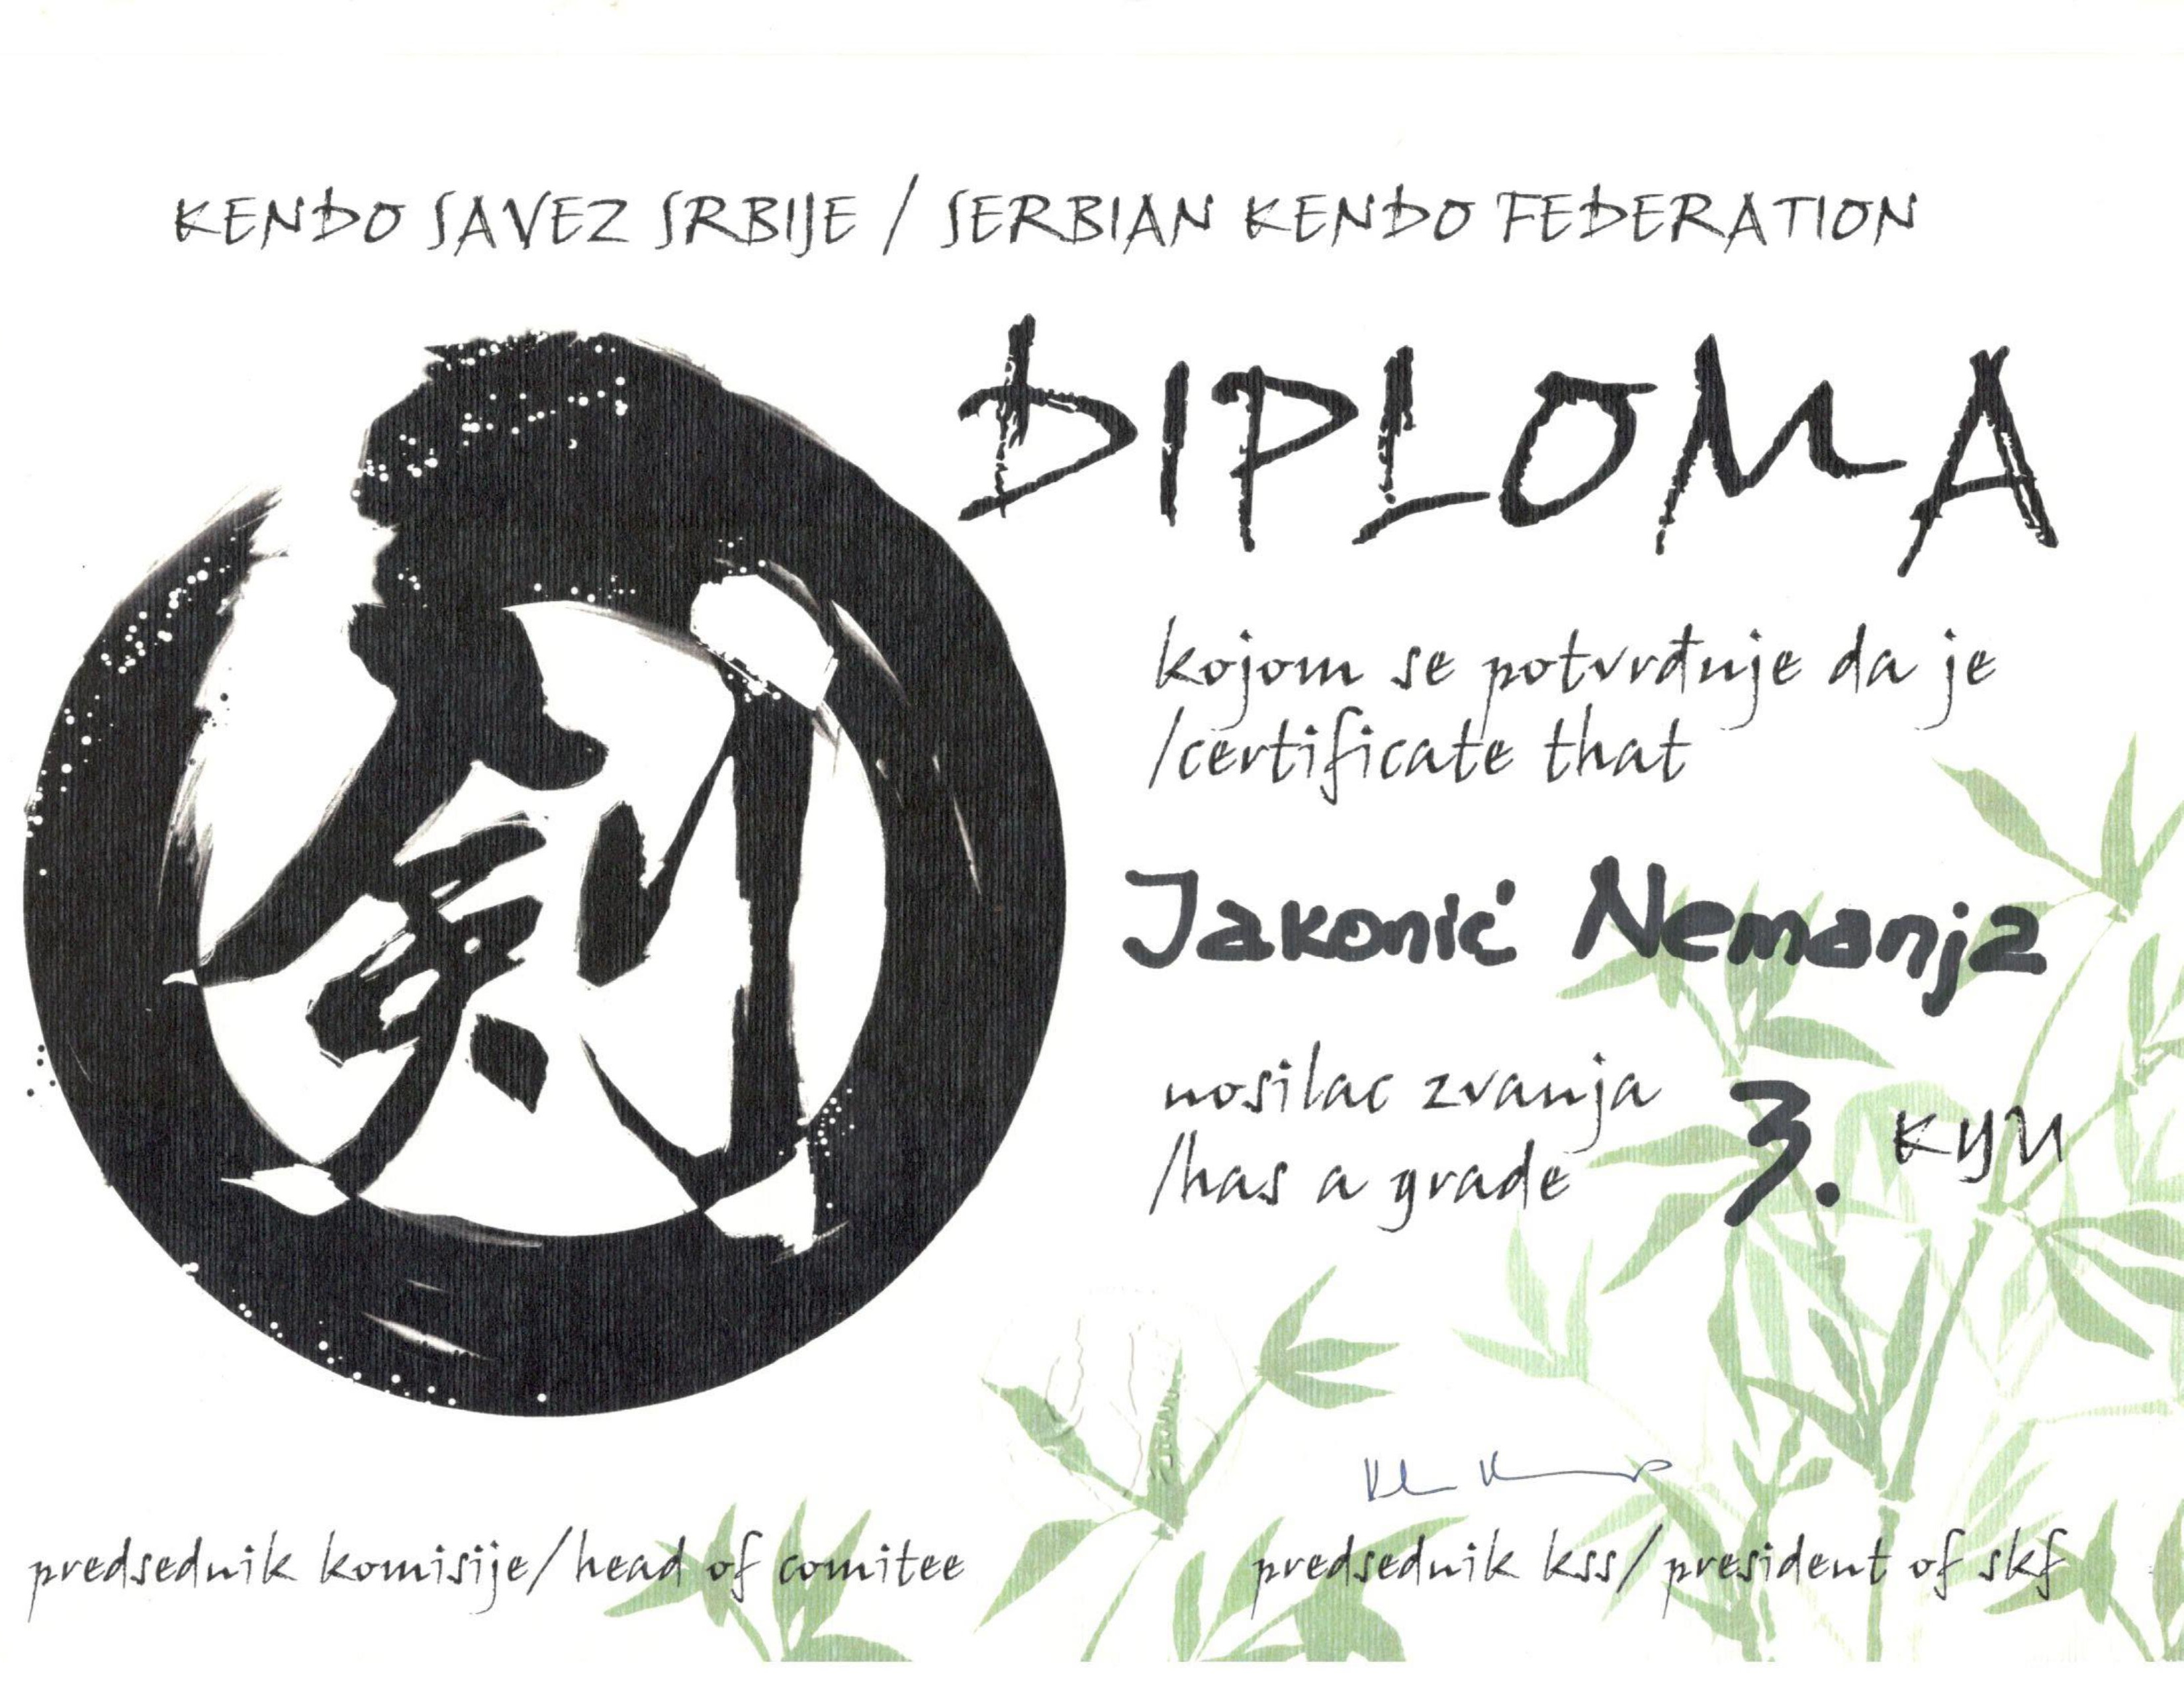 KENDO SAVEZ SRBIJE / SERBIAN KENDO FEDERATION
DIPLOMA
剣
kojom se potvrđuje da je
/certificate that
Jakonić Nemanja
nosilac zvanja
/has a grade
3. KYU
predsednik komisije/head of comitee
predsednik kss/president of skf